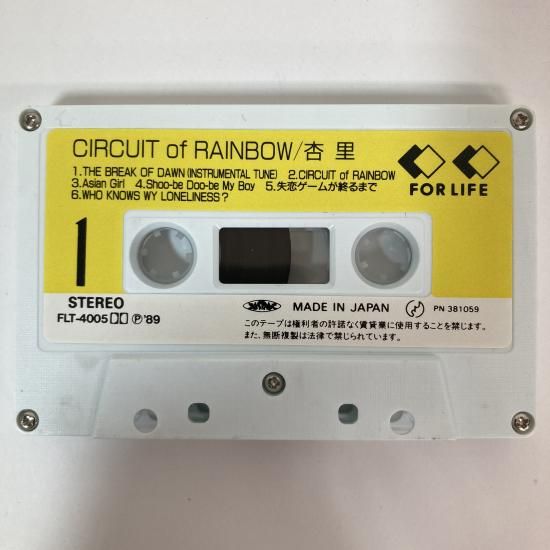 CIRCUIT of RAINBOW/杏 里
1.THE BREAK OF DAWN(INSTRUMENTAL TUNE) 2.CIRCUIT of RAINBOW
3.Asian Girl 4.Shoo-be Doo-be My Boy 5.失恋ゲームが終るまで
6.WHO KNOWS WY LONELINESS?
FOR LIFE
1
STEREO
FLT-4005 ℗'89
MADE IN JAPAN
PN 381059
このテープは権利者の許諾なく賃貸業に使用することを禁じます。
また、無断複製は法律で禁じられています。